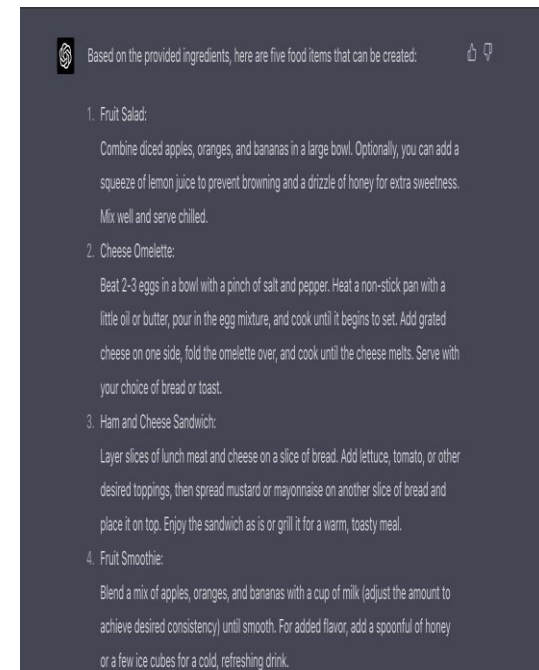 Based on the provided ingredients, here are five food items that can be created:
1. Fruit Salad:
Combine diced apples, oranges, and bananas in a large bowl. Optionally, you can add a
squeeze of lemon juice to prevent browning and a drizzle of honey for extra sweetness.
Mix well and serve chilled.
2. Cheese Omelette:
Beat 2-3 eggs in a bowl with a pinch of salt and pepper. Heat a non-stick pan with a
little oil or butter, pour in the egg mixture, and cook until it begins to set. Add grated
cheese on one side, fold the omelette over, and cook until the cheese melts. Serve with
your choice of bread or toast.
3. Ham and Cheese Sandwich:
Layer slices of lunch meat and cheese on a slice of bread. Add lettuce, tomato, or other
desired toppings, then spread mustard or mayonnaise on another slice of bread and
place it on top. Enjoy the sandwich as is or grill it for a warm, toasty meal.
4. Fruit Smoothie:
Blend a mix of apples, oranges, and bananas with a cup of milk (adjust the amount to
achieve desired consistency) until smooth. For added flavor, add a spoonful of honey
or a few ice cubes for a cold, refreshing drink.